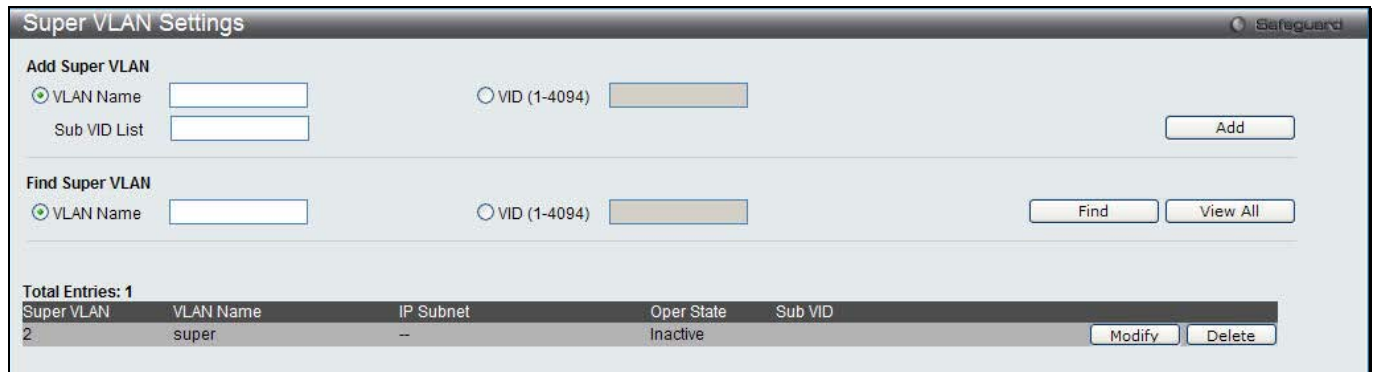 Super VLAN Settings Safeguard
Add Super VLAN
VLAN Name VID (1-4094)
Sub VID List Add
Find Super VLAN
VLAN Name VID (1-4094) Find View All
Total Entries: 1
Super VLAN VLAN Name IP Subnet Oper State Sub VID
2 super -- Inactive Modify Delete